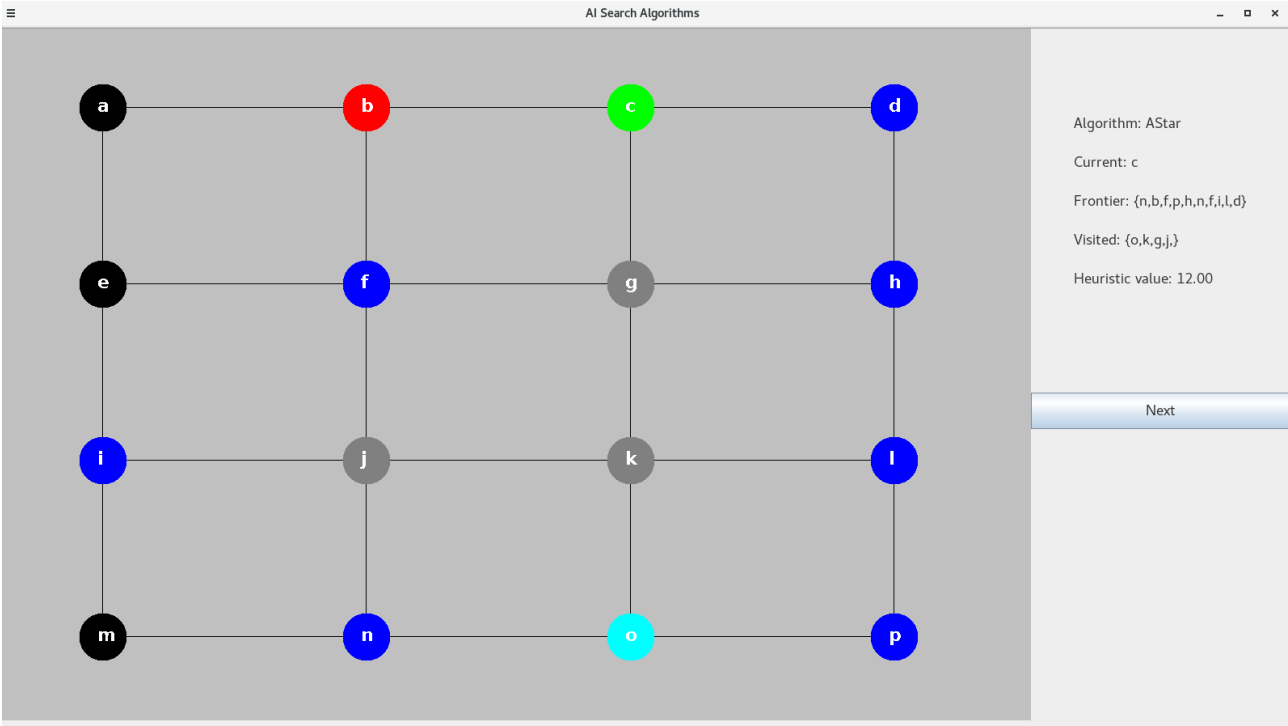 AI Search Algorithms
a b c d
Algorithm: AStar
Current: c
Frontier: {n,b,f,p,h,n,f,i,l,d}
Visited: {o,k,g,j,}
e f g h
Heuristic value: 12.00
Next
i j k l
m n o p